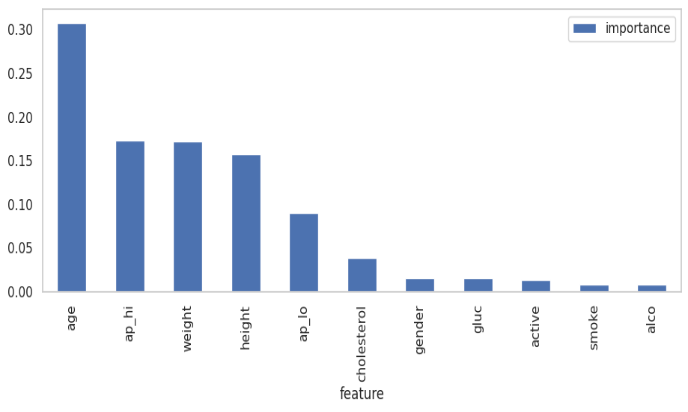 importance
0.30
0.25
0.20
0.15
0.10
0.05
0.00
age
ap_hi
weight
height
ap_lo
cholesterol
gender
gluc
active
smoke
alco
feature